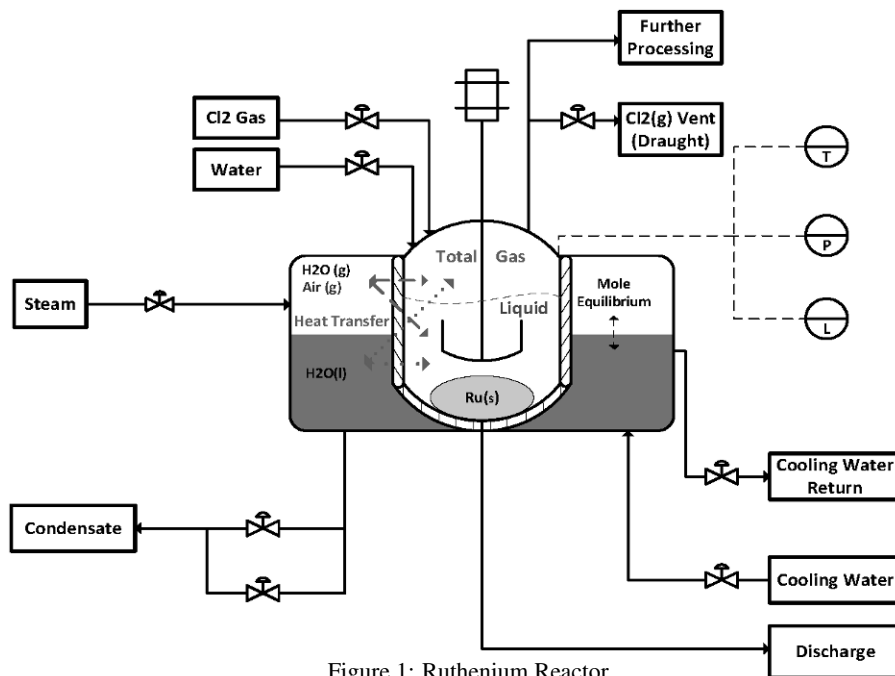 Further
Processing
Cl2 Gas
Cl2(g) Vent
(Draught)
Water
T
P
L
Total Gas
H2O (g)
Air (g)
Mole
Equilibrium
Steam
Liquid
Heat Transfer
H2O(l)
Ru(s)
Cooling Water
Return
Condensate
Cooling Water
Discharge
Figure 1: Ruthenium Reactor